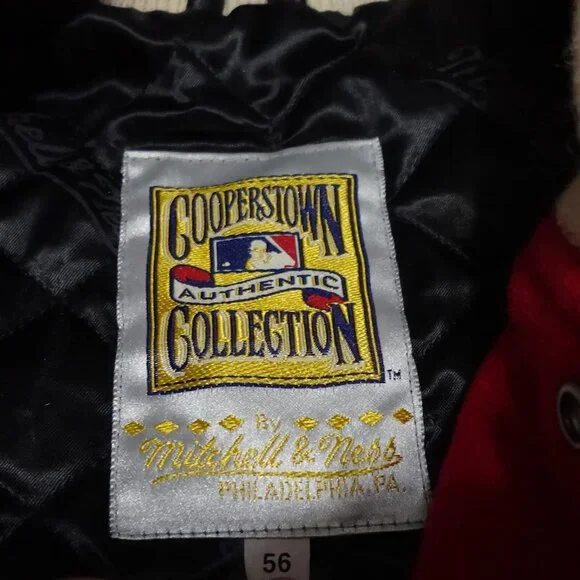 COOPERSTOWN
AUTHENTIC
COLLECTION
TM
By
Mitchell & Ness
PHILADELPHIA, PA.
56